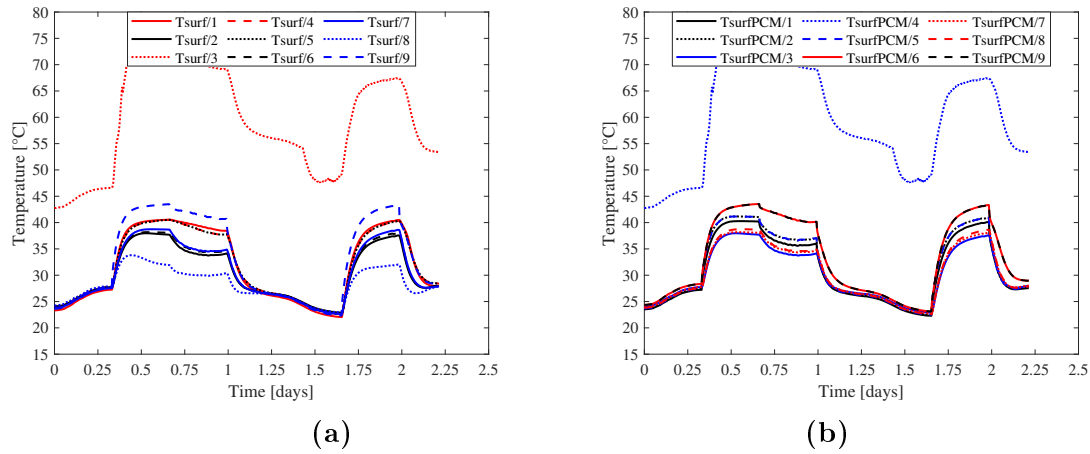 80
75
70
65
60
55
50
45
40
35
30
25
20
15
Temperature [°C]
Tsurf/1 Tsurf/4 Tsurf/7
Tsurf/2 Tsurf/5 Tsurf/8
Tsurf/3 Tsurf/6 Tsurf/9
0 0.25 0.5 0.75 1 1.25 1.5 1.75 2 2.25 2.5
Time [days]
(a)
80
75
70
65
60
55
50
45
40
35
30
25
20
15
Temperature [°C]
TsurfPCM/1 TsurfPCM/4 TsurfPCM/7
TsurfPCM/2 TsurfPCM/5 TsurfPCM/8
TsurfPCM/3 TsurfPCM/6 TsurfPCM/9
0 0.25 0.5 0.75 1 1.25 1.5 1.75 2 2.25 2.5
Time [days]
(b)